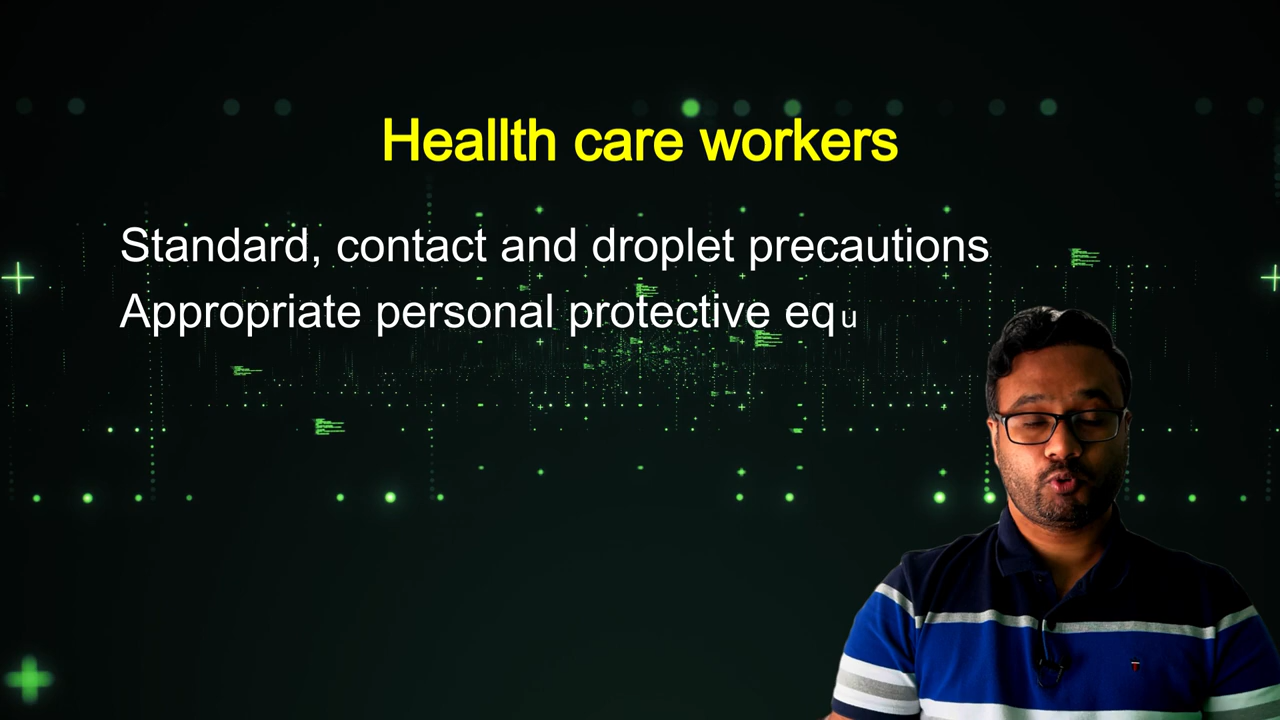 Heallth care workers
Standard, contact and droplet precautions
Appropriate personal protective equ